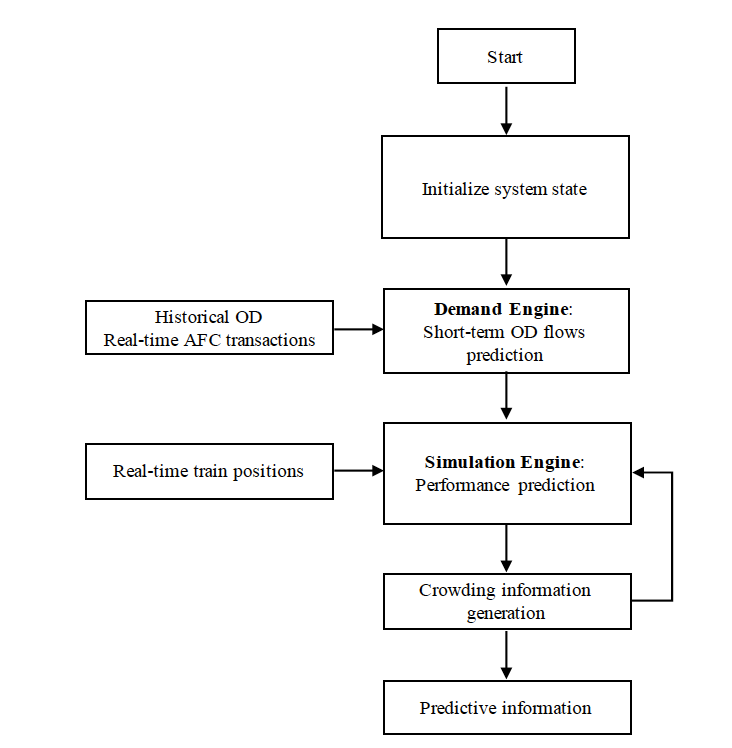 Start
Initialize system state
Historical OD
Real-time AFC transactions
Demand Engine:
Short-term OD flows
prediction
Real-time train positions
Simulation Engine:
Performance prediction
Crowding information
generation
Predictive information